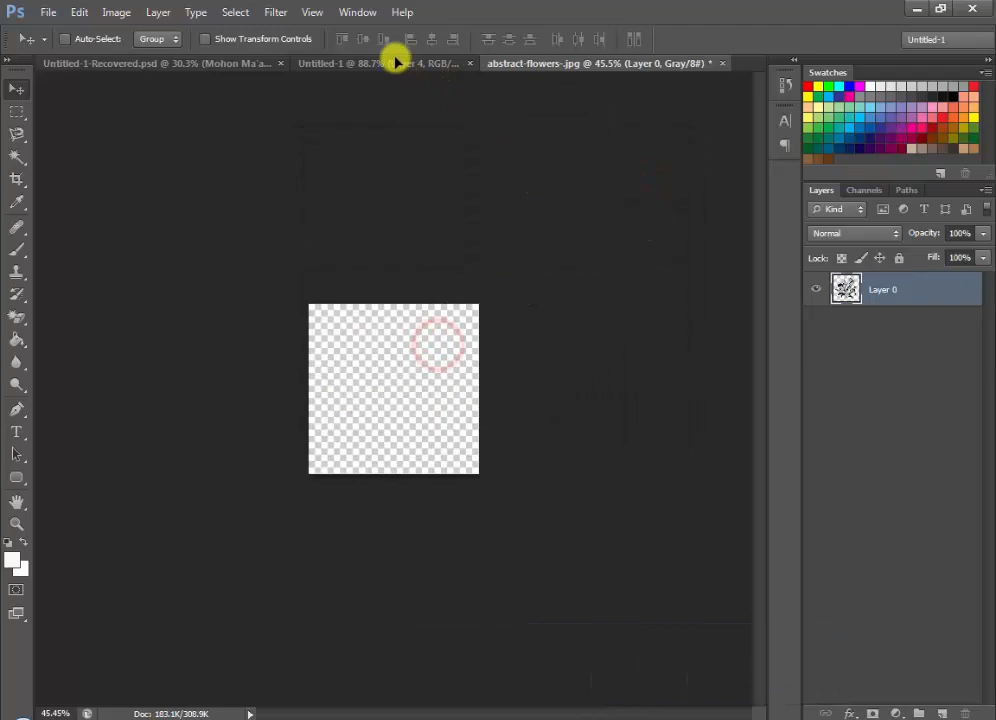 Ps File Edit Image Layer Type Select Filter View Window Help
Auto-Select: Group Show Transform Controls Untitled-1
Untitled-1-Recovered.psd @ 30.3% (Mohon Ma'a... × Untitled-1 @ 88.7% 4, RGB/... × abstract-flowers-.jpg @ 45.5% (Layer 0, Gray/8#) * ×
Swatches
Layers Channels Paths
Kind
Normal Opacity: 100%
Lock: Fill: 100%
Layer 0
45.45% Doc: 183.1K/308.9K